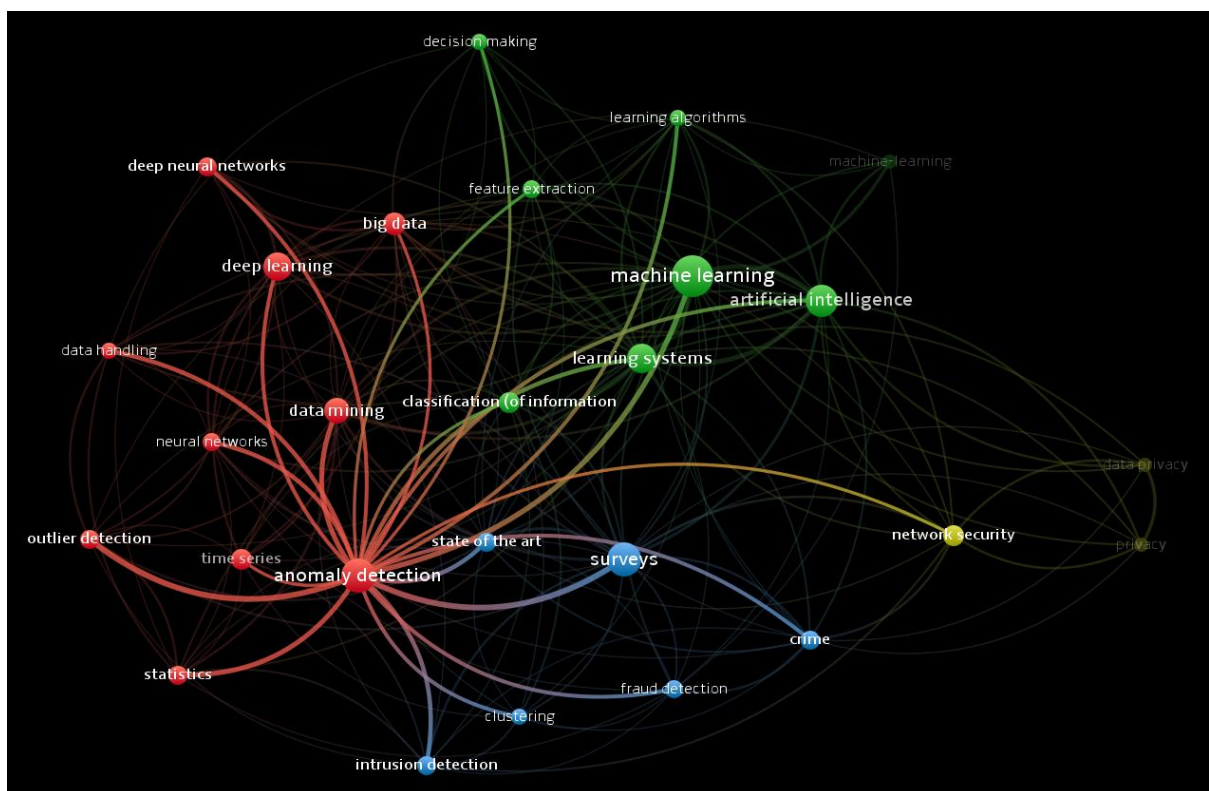 decision making
learning algorithms
machine-learning
deep neural networks
feature extraction
big data
deep learning
machine learning
artificial intelligence
data handling
learning systems
classification (of information
data mining
neural networks
data privacy
network security
outlier detection
state of the art
privacy
time series
surveys
anomaly detection
crime
statistics
fraud detection
clustering
intrusion detection